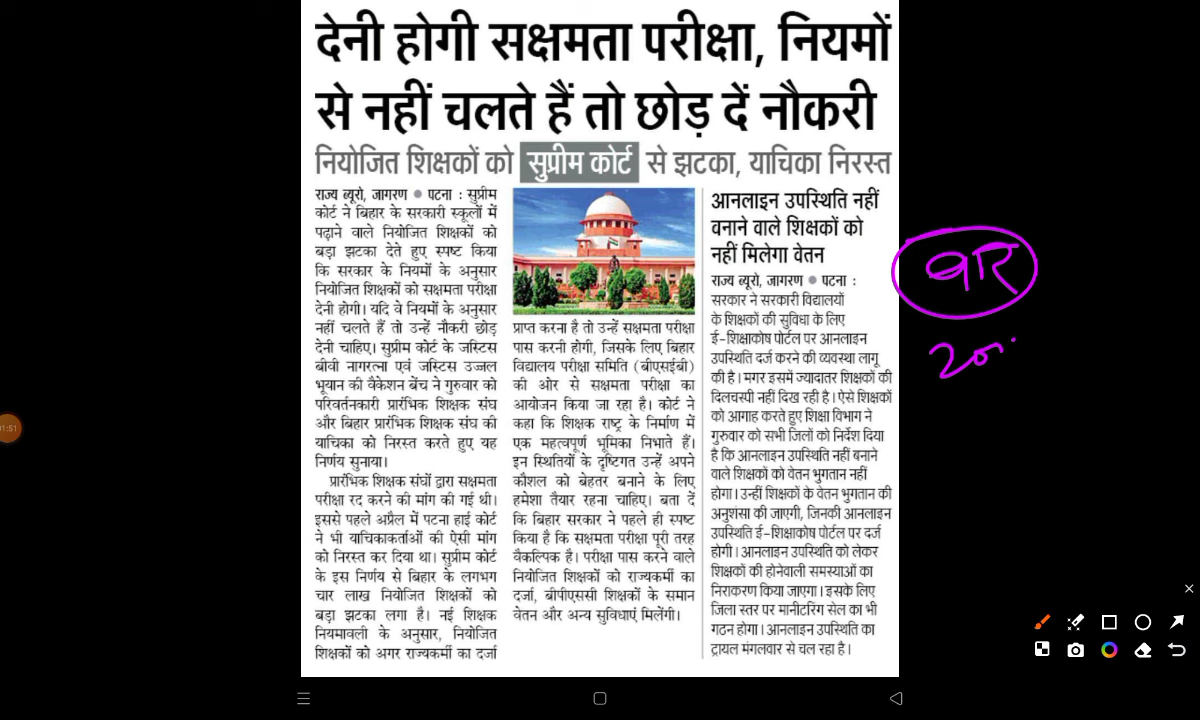 देनी होगी सक्षमता परीक्षा, नियमों
से नहीं चलते हैं तो छोड़ दें नौकरी
नियोजित शिक्षकों को सुप्रीम कोर्ट से झटका, याचिका निरस्त
राज्य ब्यूरो, जागरण ● पटना : सुप्रीम
कोर्ट ने बिहार के सरकारी स्कूलों में
पढ़ाने वाले नियोजित शिक्षकों को
बड़ा झटका देते हुए स्पष्ट किया
कि सरकार के नियमों के अनुसार
नियोजित शिक्षकों को सक्षमता परीक्षा
देनी होगी। यदि वे नियमों के अनुसार
नहीं चलते हैं तो उन्हें नौकरी छोड़
देनी चाहिए। सुप्रीम कोर्ट के जस्टिस
बीवी नागरत्ना एवं जस्टिस उज्जल
भूयान की वैकेशन बेंच ने गुरुवार को
परिवर्तनकारी प्रारंभिक शिक्षक संघ
और बिहार प्रारंभिक शिक्षक संघ की
याचिका को निरस्त करते हुए यह
निर्णय सुनाया।
प्रारंभिक शिक्षक संघों द्वारा सक्षमता
परीक्षा रद करने की मांग की गई थी।
इससे पहले अप्रैल में पटना हाई कोर्ट
ने भी याचिकाकर्ताओं की ऐसी मांग
को निरस्त कर दिया था। सुप्रीम कोर्ट
के इस निर्णय से बिहार के लगभग
चार लाख नियोजित शिक्षकों को
बड़ा झटका लगा है। नई शिक्षक
नियमावली के अनुसार, नियोजित
शिक्षकों को अगर राज्यकर्मी का दर्जा
प्राप्त करना है तो उन्हें सक्षमता परीक्षा
पास करनी होगी, जिसके लिए बिहार
विद्यालय परीक्षा समिति (बीएसईबी)
की ओर से सक्षमता परीक्षा का
आयोजन किया जा रहा है। कोर्ट ने
कहा कि शिक्षक राष्ट्र के निर्माण में
एक महत्वपूर्ण भूमिका निभाते हैं।
इन स्थितियों के दृष्टिगत उन्हें अपने
कौशल को बेहतर बनाने के लिए
हमेशा तैयार रहना चाहिए। बता दें
कि बिहार सरकार ने पहले ही स्पष्ट
किया है कि सक्षमता परीक्षा पूरी तरह
वैकल्पिक है। परीक्षा पास करने वाले
नियोजित शिक्षकों को राज्यकर्मी का
दर्जा, बीपीएससी शिक्षकों के समान
वेतन और अन्य सुविधाएं मिलेंगी।
आनलाइन उपस्थिति नहीं
वनाने वाले शिक्षकों को
नहीं मिलेगा वेतन
राज्य ब्यूरो, जागरण ● पटना :
सरकार ने सरकारी विद्यालयों
के शिक्षकों की सुविधा के लिए
ई-शिक्षाकोष पोर्टल पर आनलाइन
उपस्थिति दर्ज करने की व्यवस्था लागू
की है। मगर इसमें ज्यादातर शिक्षकों की
दिलचस्पी नहीं दिख रही है। ऐसे शिक्षकों
को आगाह करते हुए शिक्षा विभाग ने
गुरुवार को सभी जिलों को निर्देश दिया
है कि आनलाइन उपस्थिति नहीं बनाने
वाले शिक्षकों को वेतन भुगतान नहीं
होगा। उन्हीं शिक्षकों के वेतन भुगतान की
अनुशंसा की जाएगी, जिनकी आनलाइन
उपस्थिति ई-शिक्षाकोष पोर्टल पर दर्ज
होगी। आनलाइन उपस्थिति को लेकर
शिक्षकों की होनेवाली समस्याओं का
निराकरण किया जाएगा। इसके लिए
जिला स्तर पर मानीटरिंग सेल का भी
गठन होगा। आनलाइन उपस्थिति का
ट्रायल मंगलवार से चल रहा है।
1:51